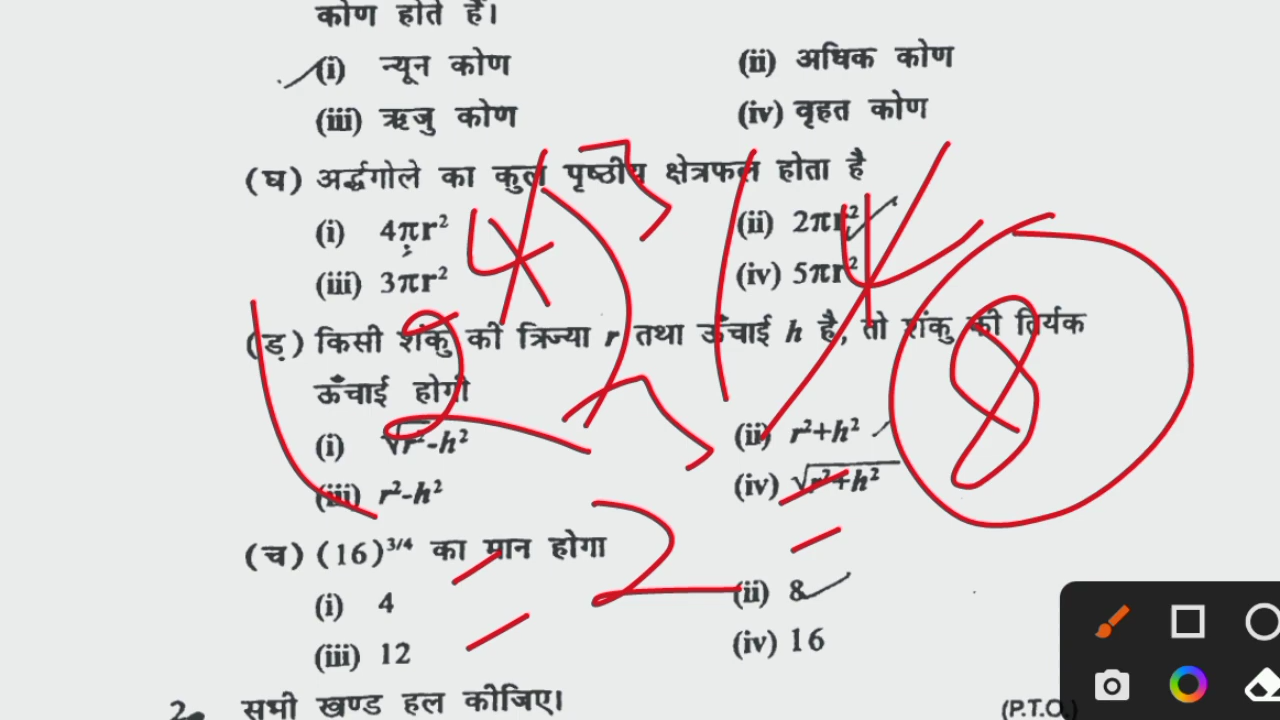 कोण होते हैं।
(i) न्यून कोण (ii) अधिक कोण
(iii) ऋजु कोण (iv) वृहत कोण
(घ) अर्द्धगोले का कुल पृष्ठीय क्षेत्रफल होता है
(i) 4πr² (ii) 2πr²
(iii) 3πr² (iv) 5πr²
(ड़) किसी शंकु की त्रिज्या r तथा ऊँचाई h है, तो शंकु की तिर्यक
ऊँचाई होगी
(i) √r²-h² (ii) r²+h²
(iii) r²-h² (iv) √r²+h²
(च) (16)³/⁴ का मान होगा
(i) 4 (ii) 8
(iii) 12 (iv) 16
2. सभी खण्ड हल कीजिए।
(P.T.O.)